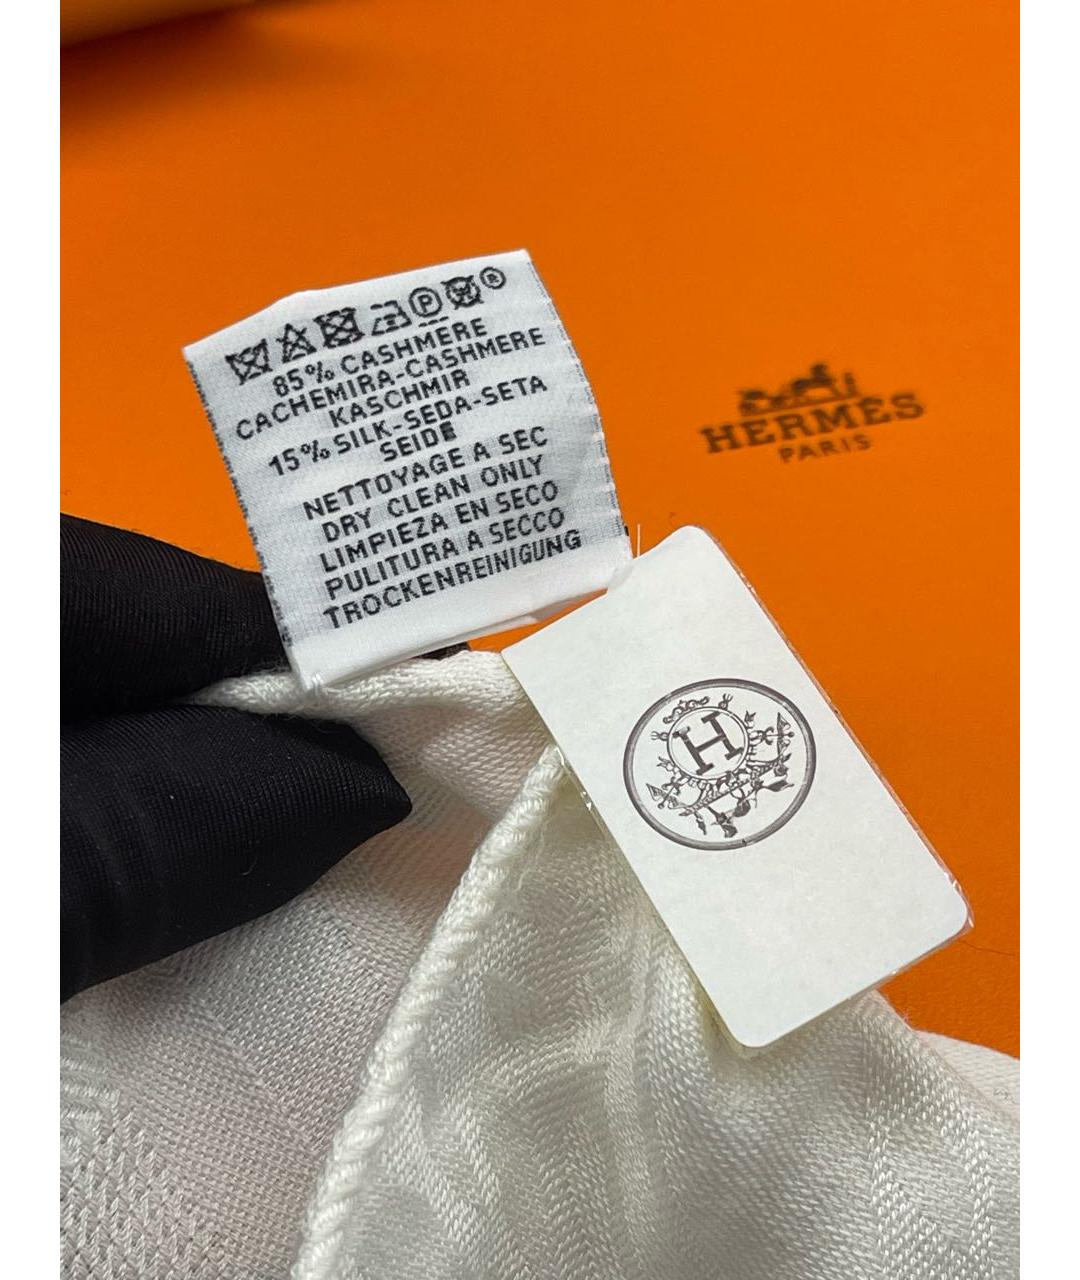 P ®
85% CASHMERE
CACHEMIRA-CASHMERE
KASCHMIR
15% SILK-SEDA-SETA
SEIDE
NETTOYAGE A SEC
DRY CLEAN ONLY
LIMPIEZA EN SECO
PULITURA A SECCO
TROCKENREINIGUNG
HERMÈS
PARIS
H